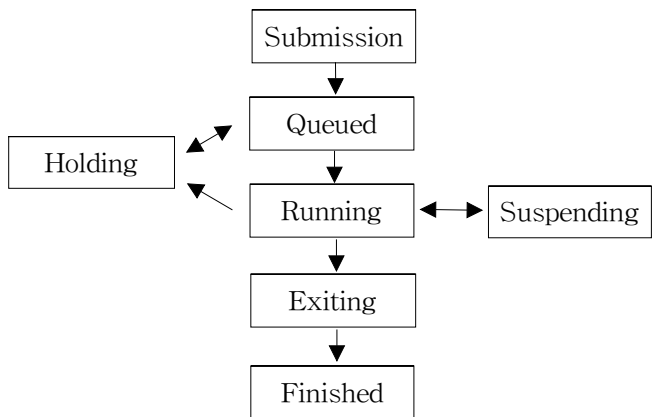 Submission
Queued
Holding
Running
Suspending
Exiting
Finished